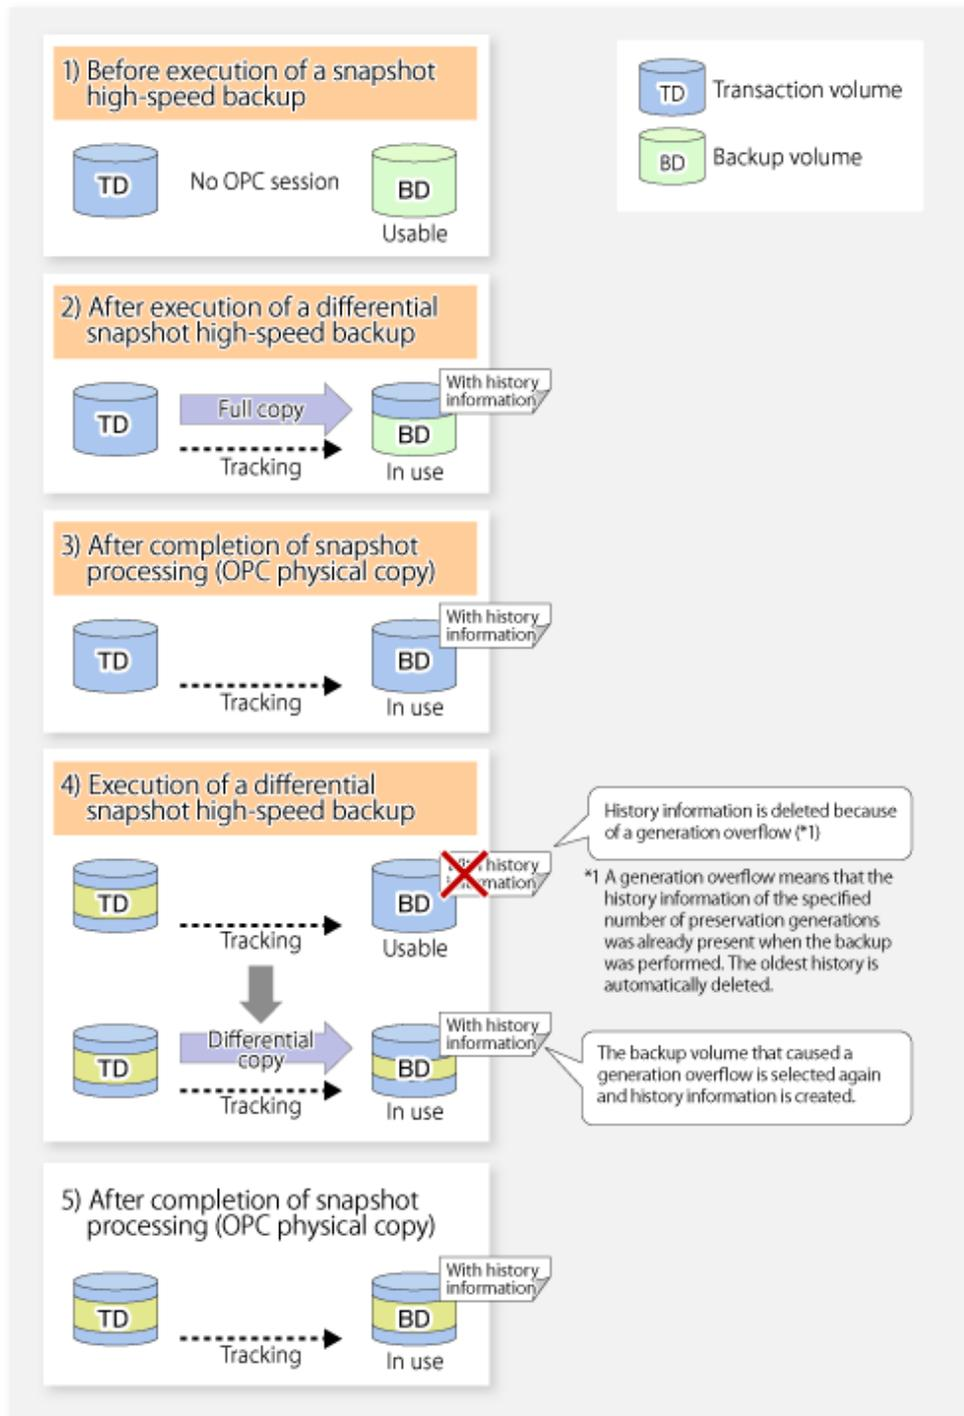 1) Before execution of a snapshot
high-speed backup
TD
No OPC session
BD
Usable
TD
Transaction volume
BD
Backup volume
2) After execution of a differential
snapshot high-speed backup
TD
Full copy
Tracking
BD
With history
information
In use
3) After completion of snapshot
processing (OPC physical copy)
TD
Tracking
BD
With history
information
In use
4) Execution of a differential
snapshot high-speed backup
TD
Tracking
BD
With history
information
Usable
History information is deleted because
of a generation overflow (*1)
*1 A generation overflow means that the
history information of the specified
number of preservation generations
was already present when the backup
was performed. The oldest history is
automatically deleted.
TD
Differential
copy
Tracking
BD
With history
information
In use
The backup volume that caused a
generation overflow is selected again
and history information is created.
5) After completion of snapshot
processing (OPC physical copy)
TD
Tracking
BD
With history
information
In use